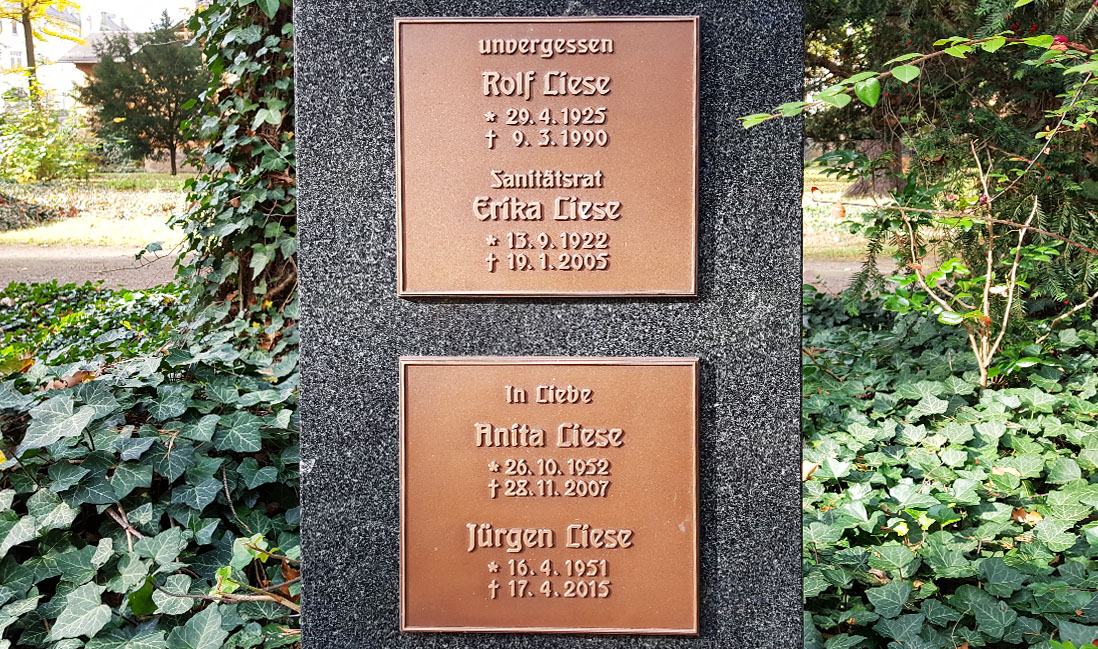 unvergessen
Rolf Liese
* 29. 4. 1925
† 9. 3. 1990
Sanitätsrat
Erika Liese
* 13. 9. 1922
† 19. 1. 2005
In Liebe
Anita Liese
* 26. 10. 1952
† 28. 11. 2007
Jürgen Liese
* 16. 4. 1951
† 17. 4. 2015